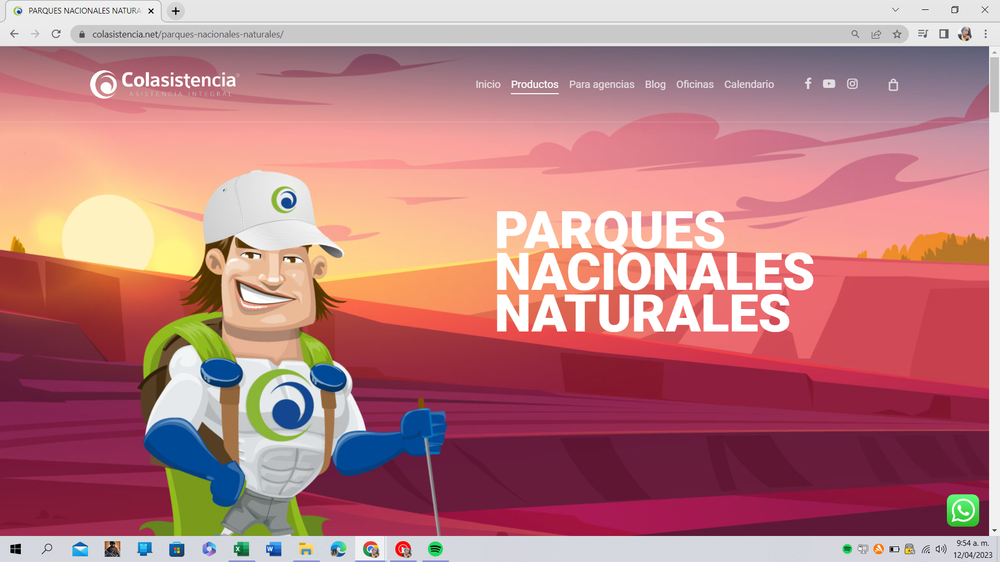 PARQUES NACIONALES NATURA
colasistencia.net/parques-nacionales-naturales/
Colasistencia®
ASISTENCIA INTEGRAL
Inicio Productos Para agencias Blog Oficinas Calendario
PARQUES
NACIONALES
NATURALES
9:54 a. m.
12/04/2023